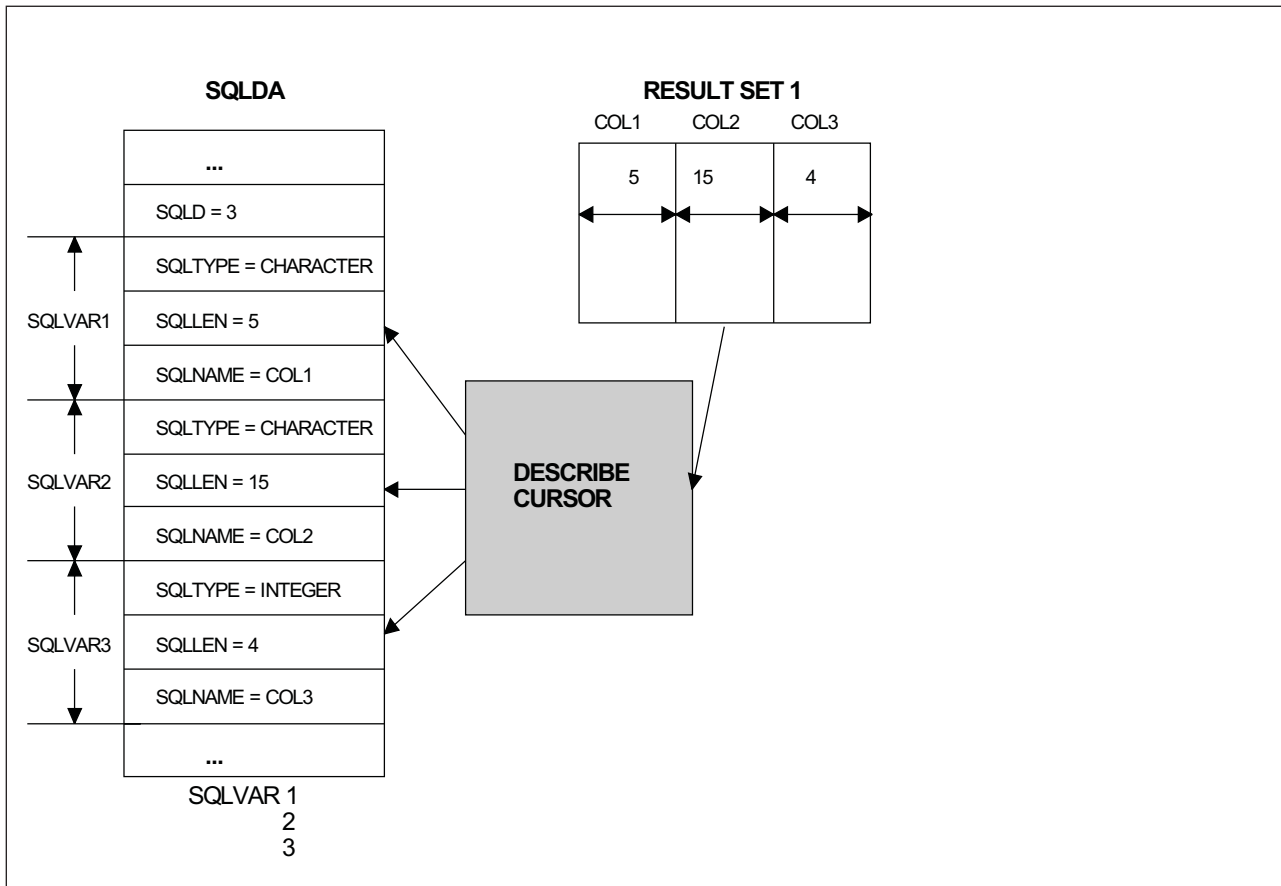 SQLDA
...
SQLD = 3
SQLVAR1
SQLTYPE = CHARACTER
SQLLEN = 5
SQLNAME = COL1
SQLVAR2
SQLTYPE = CHARACTER
SQLLEN = 15
SQLNAME = COL2
SQLVAR3
SQLTYPE = INTEGER
SQLLEN = 4
SQLNAME = COL3
...
SQLVAR 1
2
3
RESULT SET 1
COL1 COL2 COL3
5 15 4
DESCRIBE
CURSOR